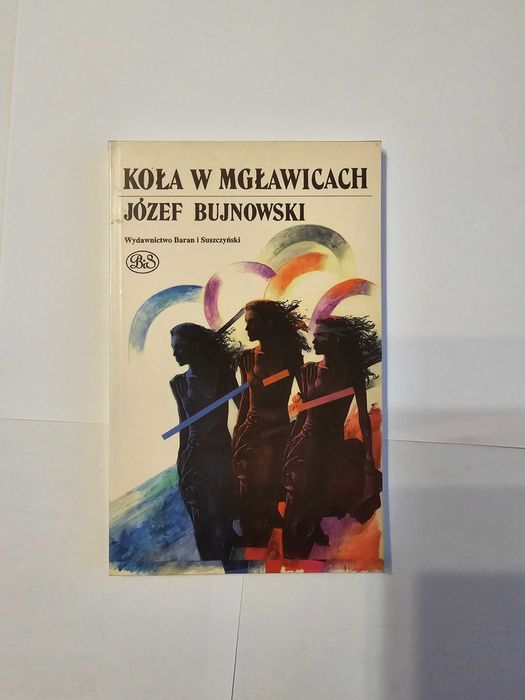 KOŁA W MGŁAWICACH
JÓZEF BUJNOWSKI
Wydawnictwo Baran i Suszczyński
BiS